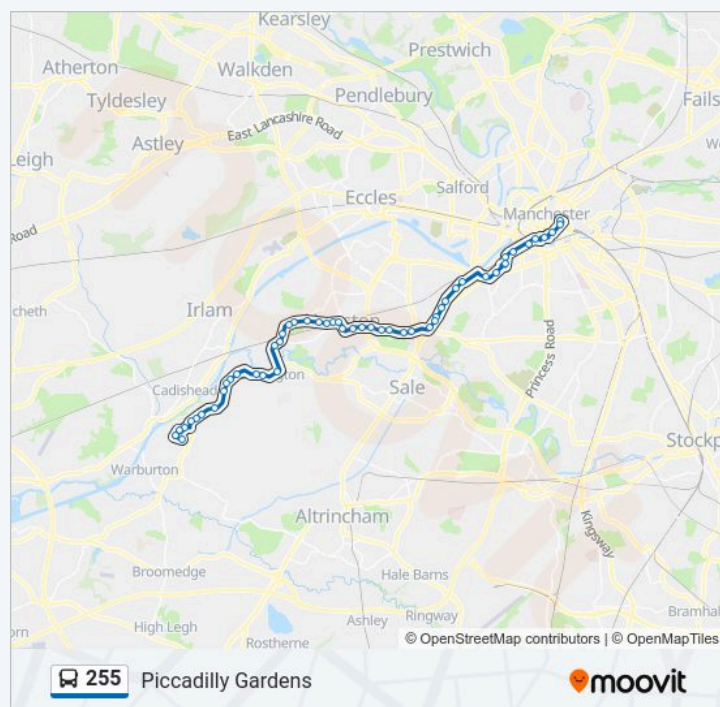 Kearsley
Prestwich
Atherton
Walkden
Pendlebury
Fails
Tyldesley
East Lancashire Road
Astley
Leigh
Salford
Eccles
Manchester
Road
Irlam
cheth
Princess Road
Cadishead
Sale
Stockp
Warburton
Altrincham
Kingsway
Broomedge
Hale Barns
Bramhal
High Legh
Ashley
Ringway
orn
Rostherne
© OpenStreetMap contributors | © OpenMapTiles
255 Piccadilly Gardens
moovit